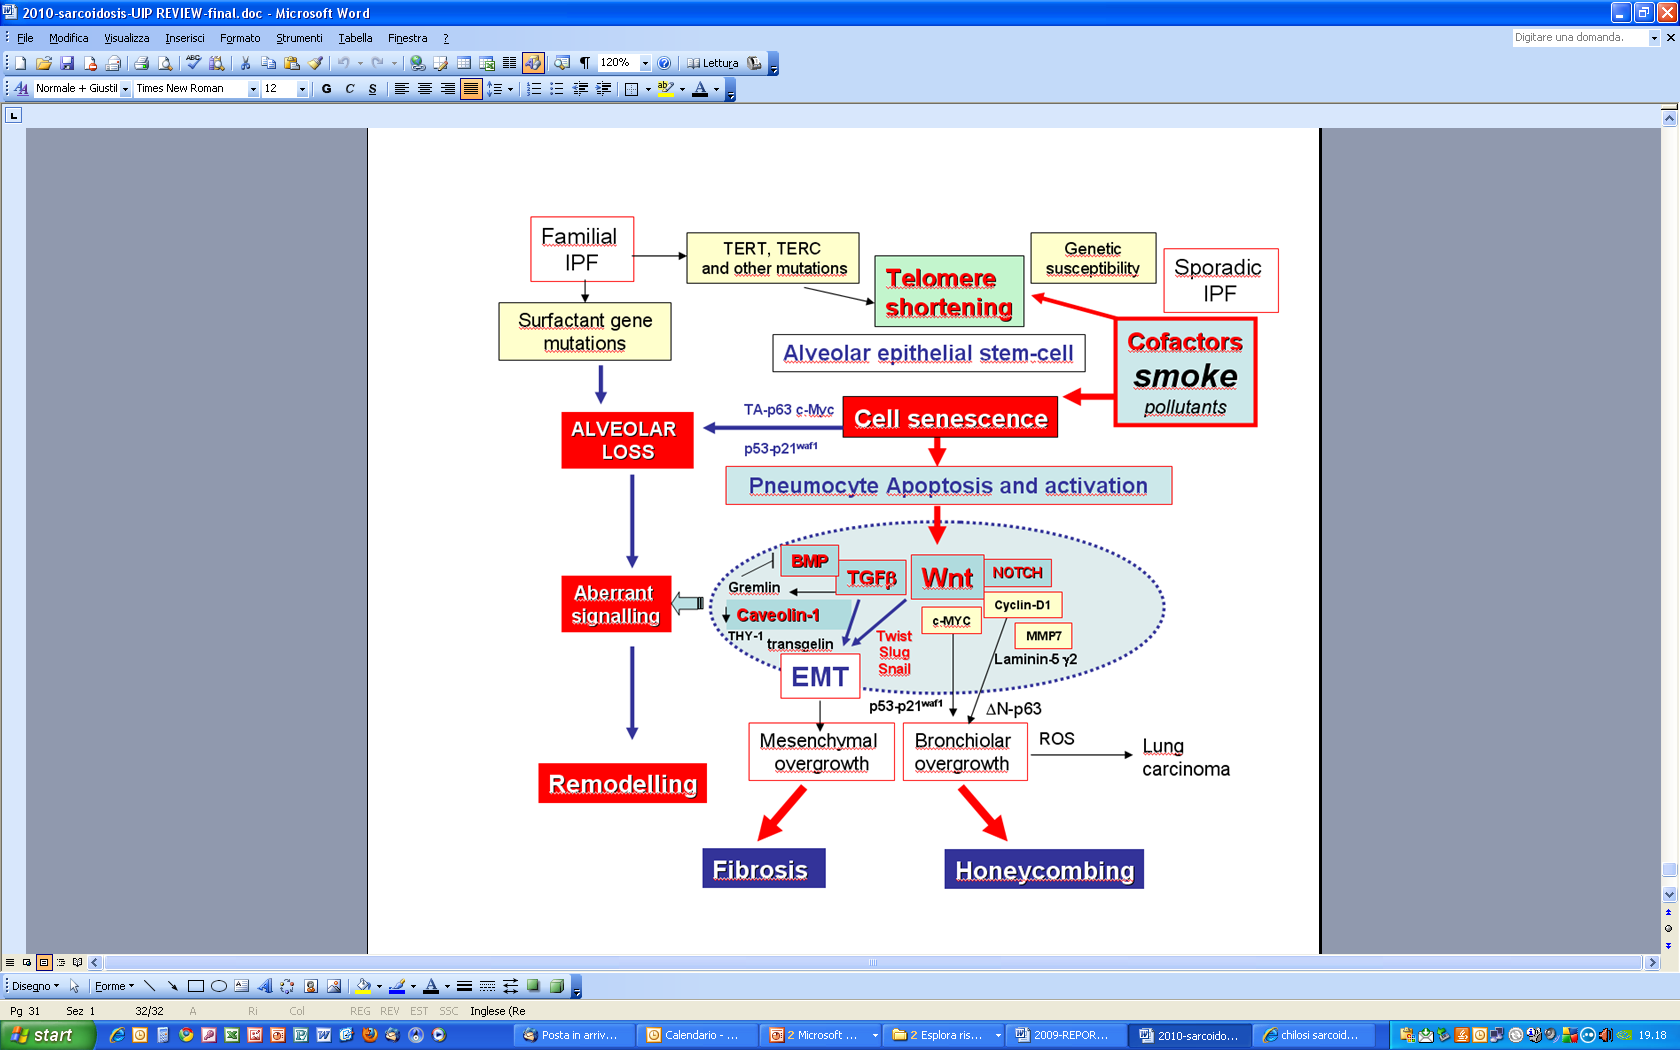 2010-sarcoidosis-UIP REVIEW-final.doc - Microsoft Word
File Modifica Visualizza Inserisci Formato Strumenti Tabella Finestra ?
Digitare una domanda.
120%
Lettura
Normale + Giustil
Times New Roman
12
G C S
Familial
IPF
TERT, TERC
and other mutations
Telomere
shortening
Genetic
susceptibility
Sporadic
IPF
Surfactant gene
mutations
Alveolar epithelial stem-cell
Cofactors
smoke
pollutants
TA-p63 c-Myc
Cell senescence
ALVEOLAR
LOSS
p53-p21waf1
Pneumocyte Apoptosis and activation
BMP
TGFβ
Wnt
NOTCH
Gremlin
Aberrant
signalling
Caveolin-1
Cyclin-D1
c-MYC
MMP7
THY-1
transgelin
Twist
Slug
Snail
Laminin-5 γ2
EMT
p53-p21waf1
ΔN-p63
Mesenchymal
overgrowth
Bronchiolar
overgrowth
ROS
Lung
carcinoma
Remodelling
Fibrosis
Honeycombing
Disegno
Forme
Pg 31 Sez 1 32/32 A Ri Col REG REV EST SSC Inglese (Re
start
Posta in arriv...
Calendario - ...
2 Microsoft ...
2 Esplora ris...
2009-REPOR...
2010-sarcoido...
chilosi sarcoid...
19.18